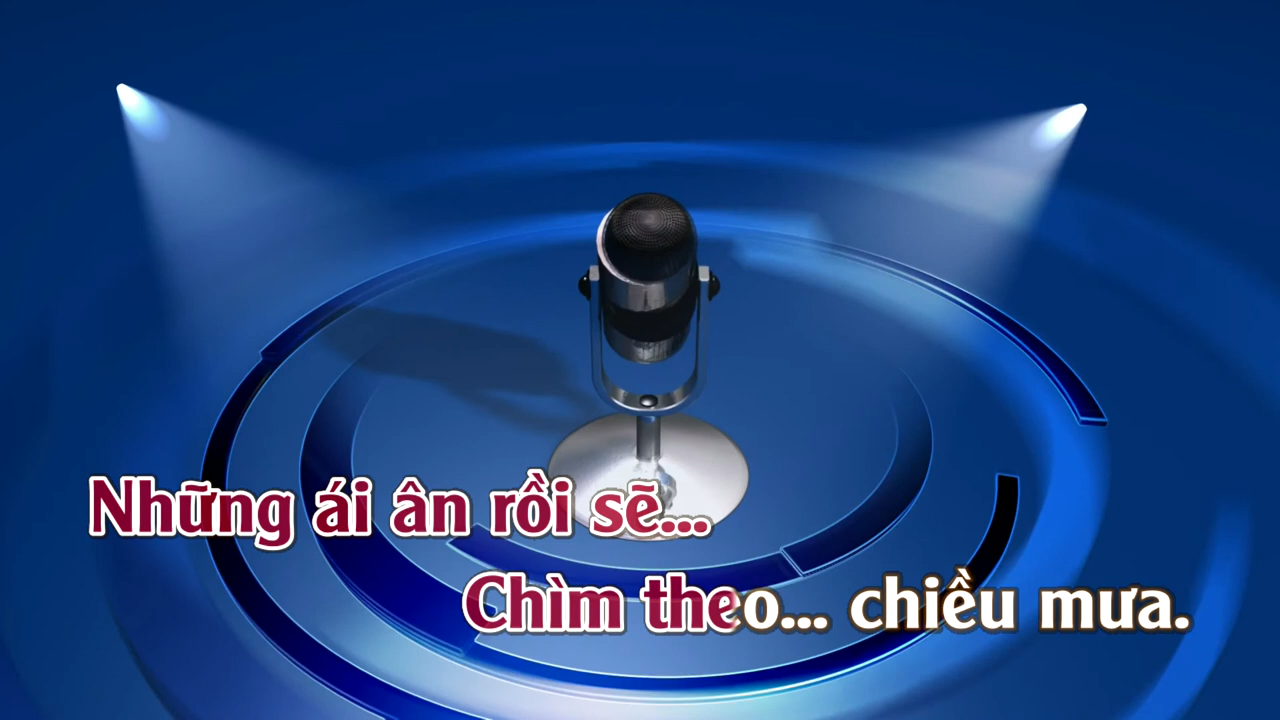 Những ái ân rồi sẽ...
Chìm theo... chiều mưa.